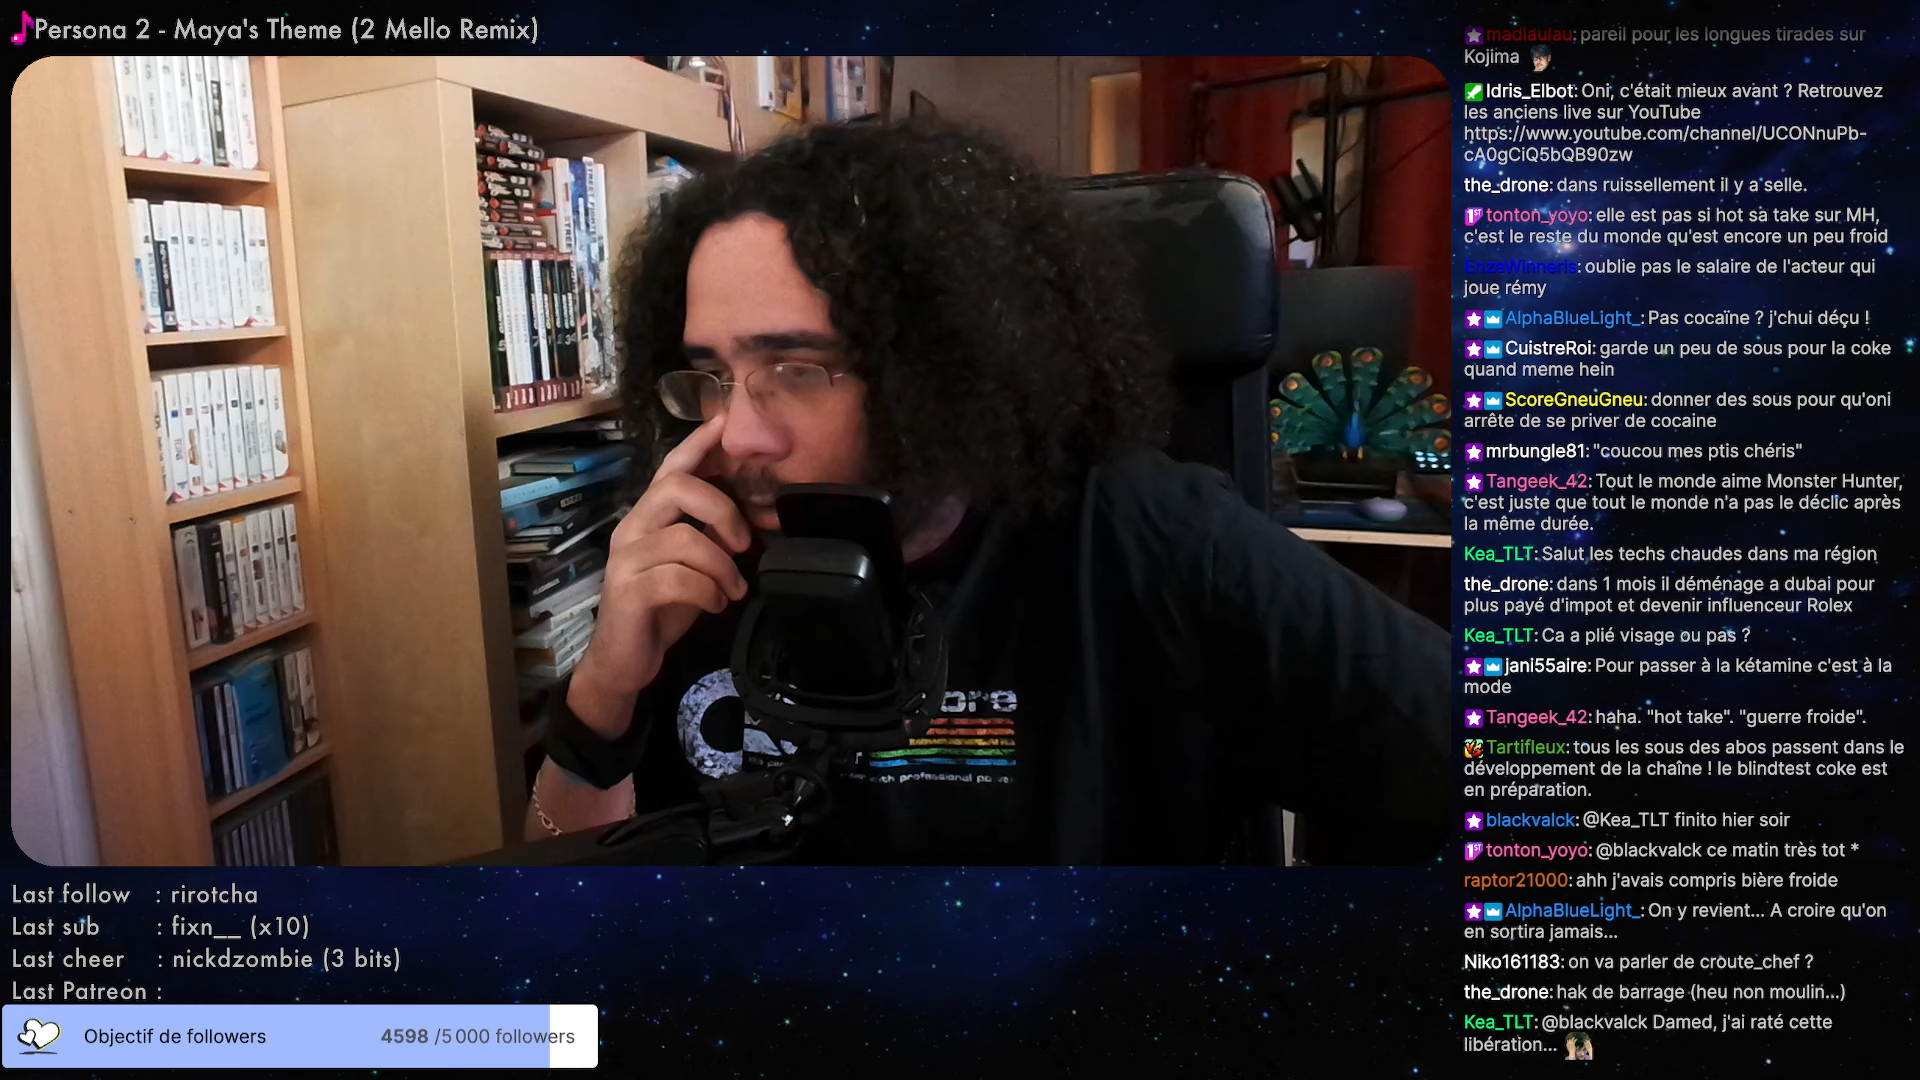 Persona 2 - Maya's Theme (2 Mello Remix)
madlaulau: pareil pour les longues tirades sur
Kojima
Idris_Elbot: Oni, c'était mieux avant ? Retrouvez
les anciens live sur YouTube
https://www.youtube.com/channel/UCONnuPb-
cA0gCiQ5bQB90zw
the_drone: dans ruissellement il y a selle.
tonton_yoyo: elle est pas si hot sa take sur MH,
c'est le reste du monde qu'est encore un peu froid
EnzeWinneris: oublie pas le salaire de l'acteur qui
joue rémy
AlphaBlueLight_: Pas cocaïne ? j'chui déçu !
CuistreRoi: garde un peu de sous pour la coke
quand meme hein
ScoreGneuGneu: donner des sous pour qu'oni
arrête de se priver de cocaine
mrbungle81: "coucou mes ptis chéris"
Tangeek_42: Tout le monde aime Monster Hunter,
c'est juste que tout le monde n'a pas le déclic après
la même durée.
Kea_TLT: Salut les techs chaudes dans ma région
the_drone: dans 1 mois il déménage a dubai pour
plus payé d'impot et devenir influenceur Rolex
Kea_TLT: Ca a plié visage ou pas ?
jani55aire: Pour passer à la kétamine c'est à la
mode
Tangeek_42: haha. "hot take". "guerre froide".
Tartifleux: tous les sous des abos passent dans le
développement de la chaîne ! le blindtest coke est
en préparation.
blackvalck: @Kea_TLT finito hier soir
tonton_yoyo: @blackvalck ce matin très tot *
raptor21000: ahh j'avais compris bière froide
AlphaBlueLight_: On y revient... A croire qu'on
en sortira jamais...
Niko161183: on va parler de croute_chef ?
the_drone: hak de barrage (heu non moulin...)
Kea_TLT: @blackvalck Damed, j'ai raté cette
libération...
ore
with professional
Last follow : rirotcha
Last sub : fixn__ (x10)
Last cheer : nickdzombie (3 bits)
Last Patreon :
Objectif de followers 4598 /5 000 followers